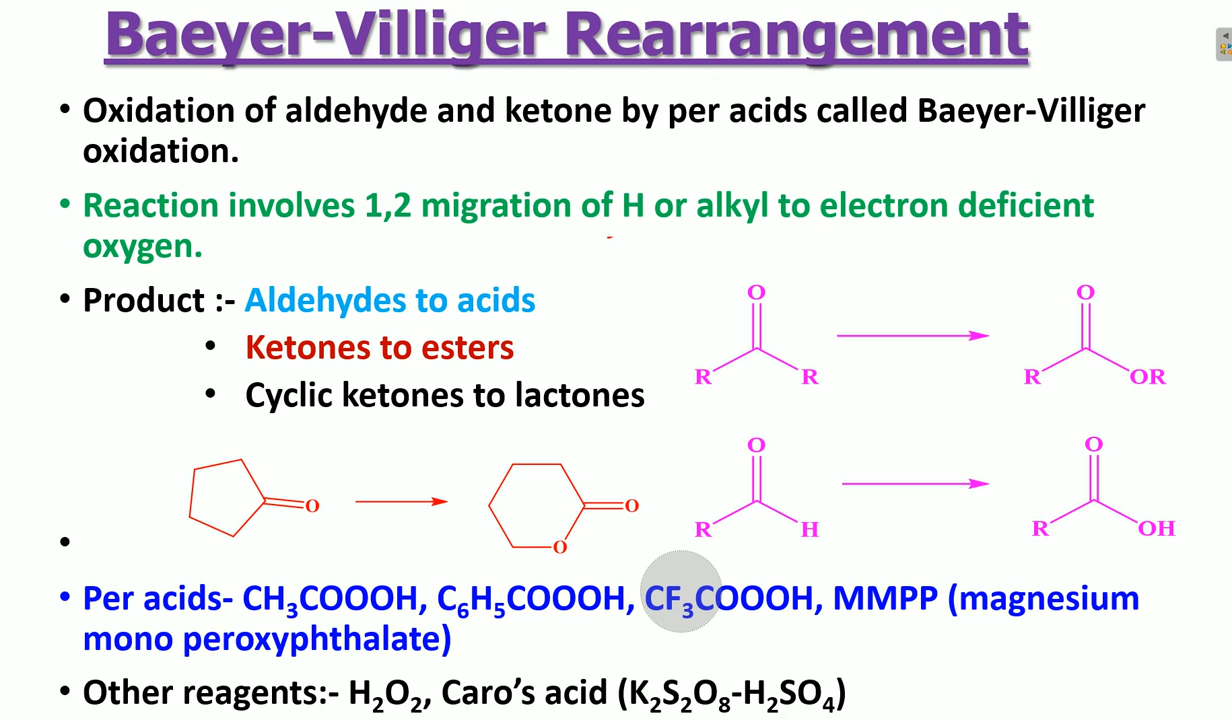 Baeyer-Villiger Rearrangement
• Oxidation of aldehyde and ketone by per acids called Baeyer-Villiger
oxidation.
• Reaction involves 1,2 migration of H or alkyl to electron deficient
oxygen.
• Product :- Aldehydes to acids
• Ketones to esters
• Cyclic ketones to lactones
O O
R R R OR
O O
O O
R H R OH
•
• Per acids- CH₃COOOH, C₆H₅COOOH, CF₃COOOH, MMPP (magnesium
mono peroxyphthalate)
• Other reagents:- H₂O₂, Caro’s acid (K₂S₂O₈-H₂SO₄)